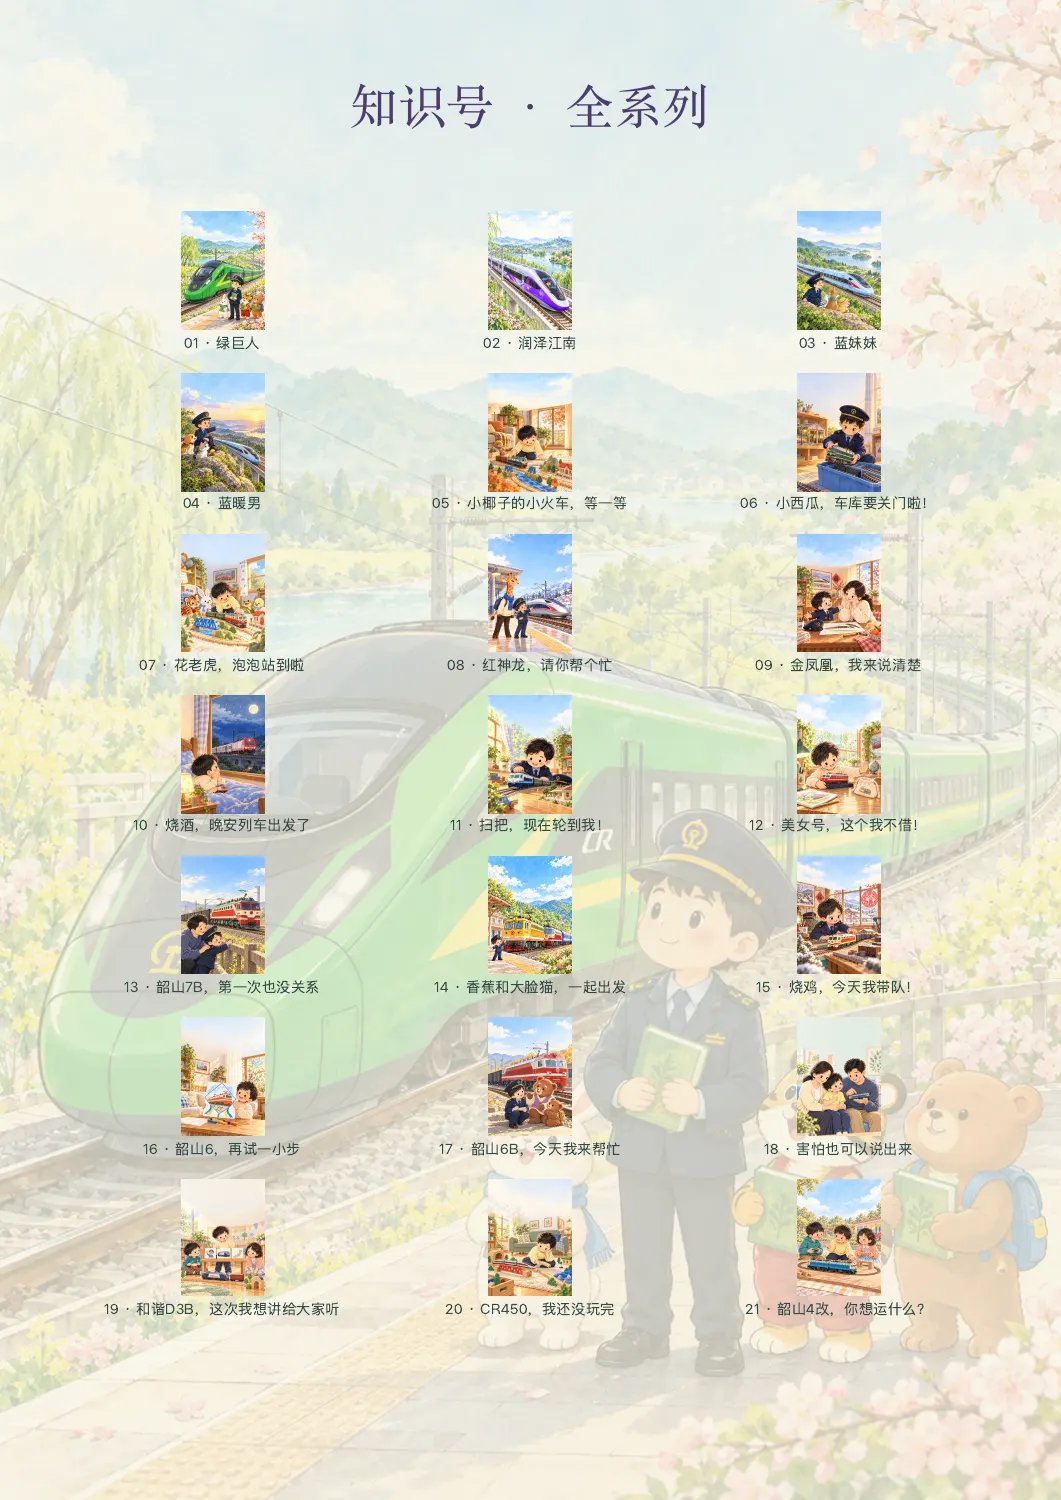 知识号 · 全系列
01 · 绿巨人
02 · 润泽江南
03 · 蓝妹妹
04 · 蓝暖男
05 · 小椰子的小火车，等一等
06 · 小西瓜，车库要关门啦！
07 · 花老虎，泡泡站到啦
08 · 红神龙，请你帮个忙
09 · 金凤凰，我来说清楚
10 · 烧酒，晚安列车出发了
11 · 扫把，现在轮到我！
12 · 美女号，这个我不借！
CR
13 · 韶山7B，第一次也没关系
14 · 香蕉和大脸猫，一起出发
15 · 烧鸡，今天我带队！
16 · 韶山6，再试一小步
17 · 韶山6B，今天我来帮忙
18 · 害怕也可以说出来
19 · 和谐D3B，这次我想讲给大家听
20 · CR450，我还没玩完
21 · 韶山4改，你想运什么？